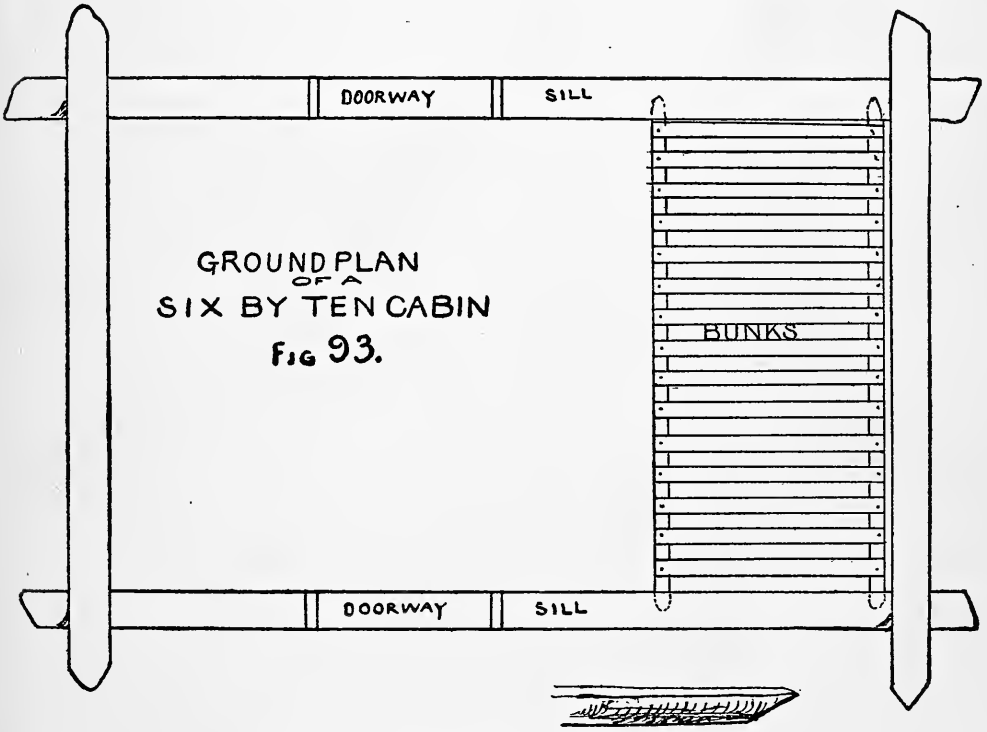 DOORWAY SILL
GROUND PLAN
OF A
SIX BY TEN CABIN
FIG 93.
BUNKS
DOORWAY SILL